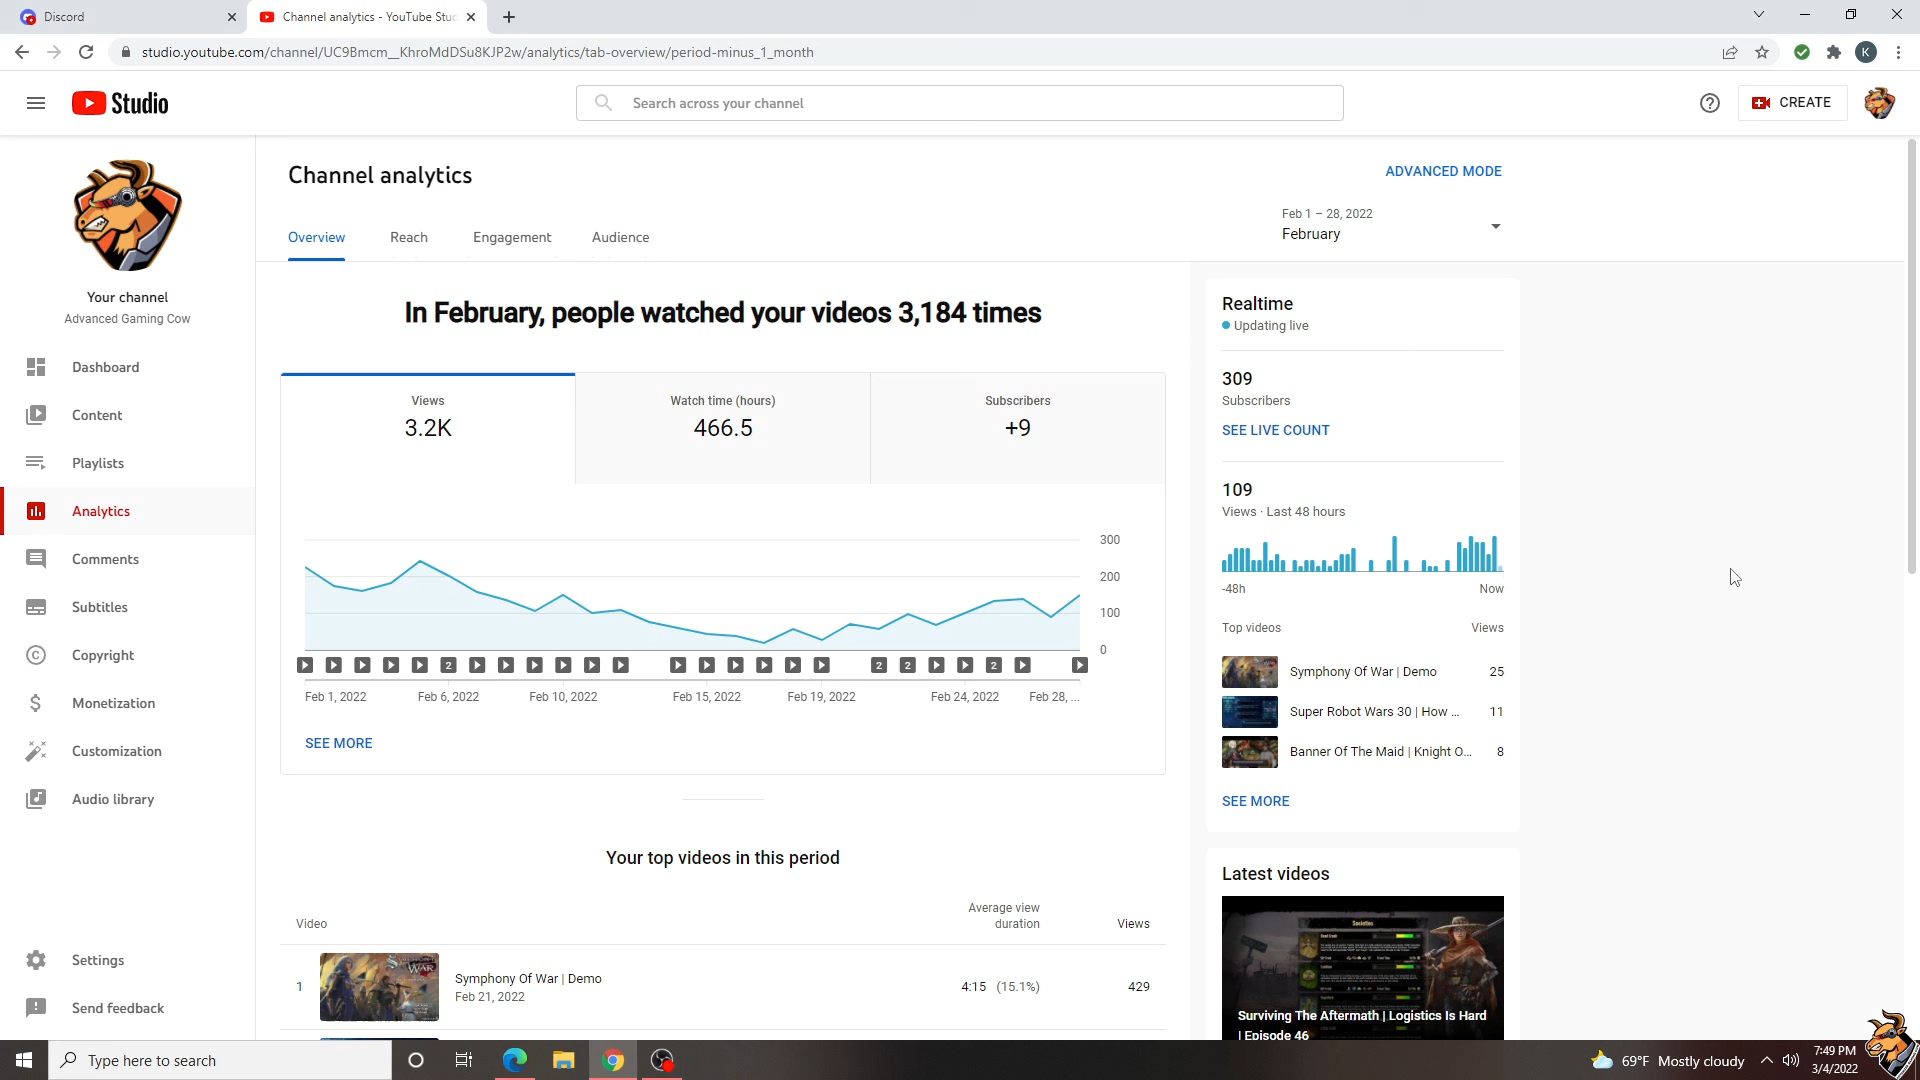 Discord
Channel analytics - YouTube Stuc
studio.youtube.com/channel/UC9Bmcm__KhroMdDSu8KJP2w/analytics/tab-overview/period-minus_1_month
K
Studio
Search across your channel
CREATE
Your channel
Advanced Gaming Cow
Dashboard
Content
Playlists
Analytics
Comments
Subtitles
Copyright
Monetization
Customization
Audio library
Settings
Send feedback
Channel analytics
ADVANCED MODE
Overview Reach Engagement Audience
Feb 1 – 28, 2022
February
In February, people watched your videos 3,184 times
Views
3.2K
Watch time (hours)
466.5
Subscribers
+9
300
200
100
0
2 2 2 2
Feb 1, 2022 Feb 6, 2022 Feb 10, 2022 Feb 15, 2022 Feb 19, 2022 Feb 24, 2022 Feb 28, ...
SEE MORE
Your top videos in this period
Video Average view duration Views
1 Symphony Of War | Demo 4:15 (15.1%) 429
Feb 21, 2022
Realtime
Updating live
309
Subscribers
SEE LIVE COUNT
109
Views · Last 48 hours
-48h Now
Top videos Views
Symphony Of War | Demo 25
Super Robot Wars 30 | How ... 11
Banner Of The Maid | Knight O... 8
SEE MORE
Latest videos
Societies
Surviving The Aftermath | Logistics Is Hard
| Episode 46
Type here to search
69°F Mostly cloudy
7:49 PM
3/4/2022